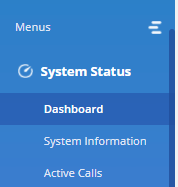 Menus
System Status
Dashboard
System Information
Active Calls